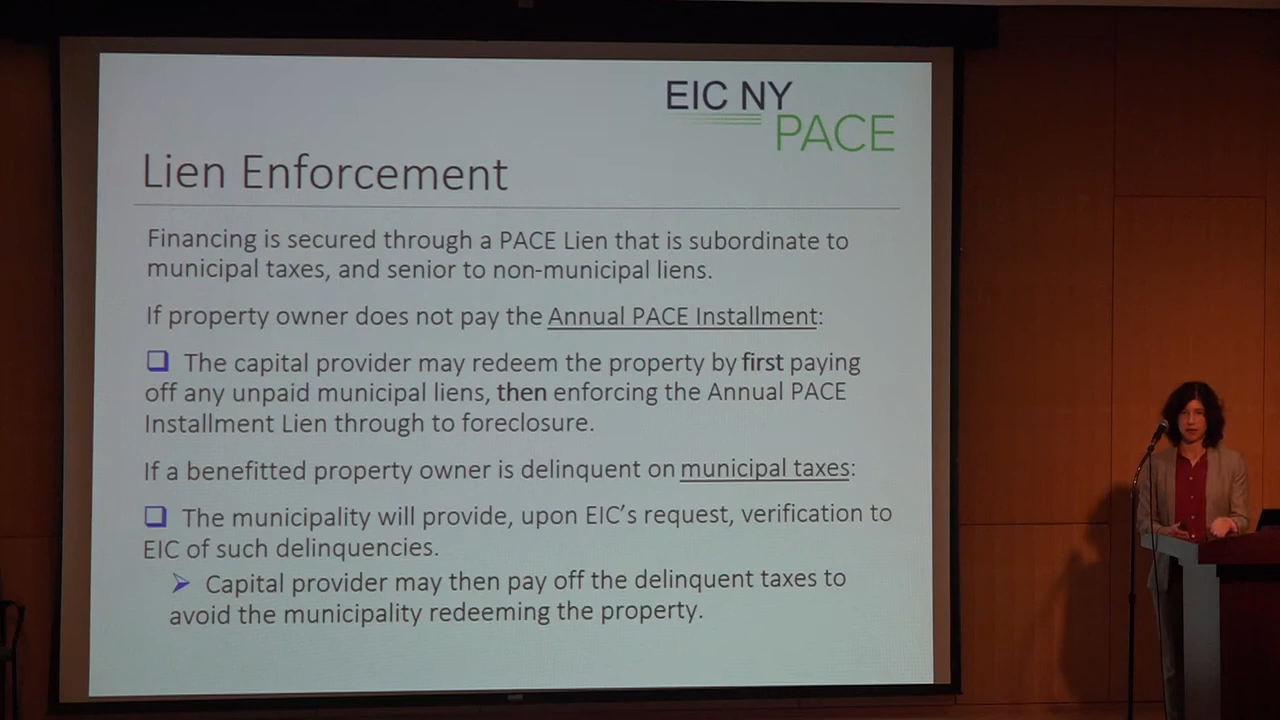 EIC NY
PACE
Lien Enforcement
Financing is secured through a PACE Lien that is subordinate to
municipal taxes, and senior to non-municipal liens.
If property owner does not pay the Annual PACE Installment:
❑ The capital provider may redeem the property by first paying
off any unpaid municipal liens, then enforcing the Annual PACE
Installment Lien through to foreclosure.
If a benefitted property owner is delinquent on municipal taxes:
❑ The municipality will provide, upon EIC's request, verification to
EIC of such delinquencies.
➢ Capital provider may then pay off the delinquent taxes to
avoid the municipality redeeming the property.